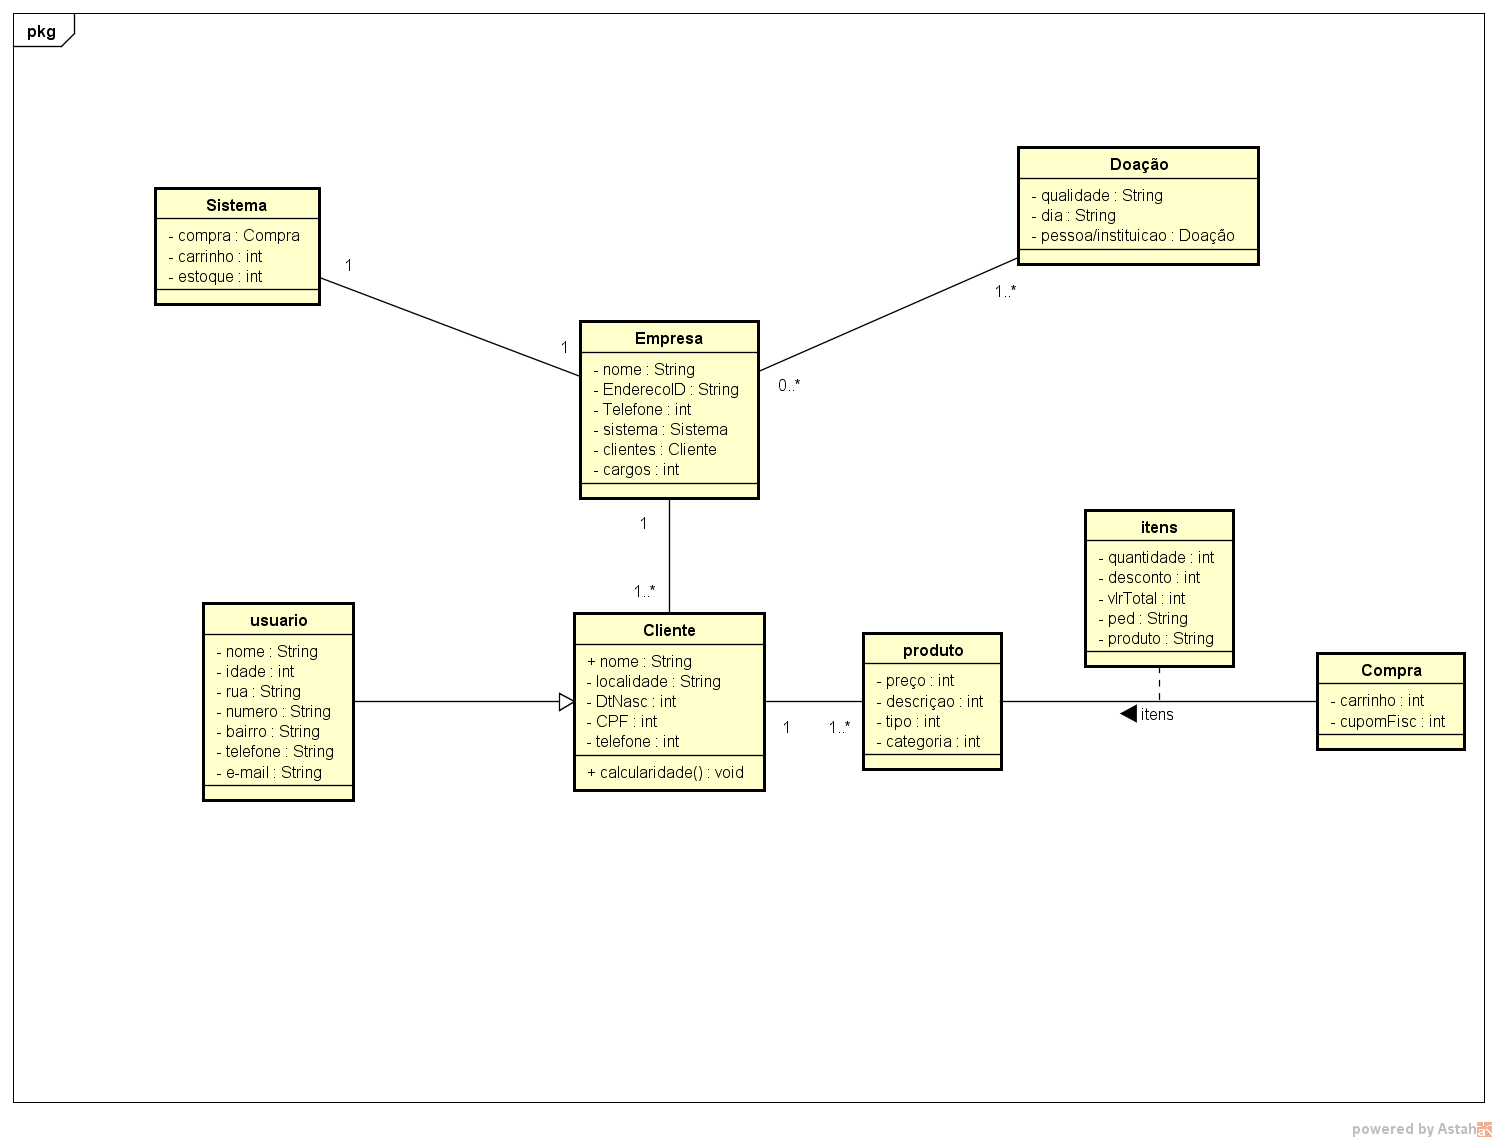 pkg
Sistema
- compra : Compra
- carrinho : int
- estoque : int
1
1
Doação
- qualidade : String
- dia : String
- pessoa/instituicao : Doação
1..*
0..*
Empresa
- nome : String
- EnderecoID : String
- Telefone : int
- sistema : Sistema
- clientes : Cliente
- cargos : int
1
1..*
usuario
- nome : String
- idade : int
- rua : String
- numero : String
- bairro : String
- telefone : String
- e-mail : String
Cliente
+ nome : String
- localidade : String
- DtNasc : int
- CPF : int
- telefone : int
+ calcularidade() : void
1
1..*
produto
- preço : int
- descriçao : int
- tipo : int
- categoria : int
itens
- quantidade : int
- desconto : int
- vlrTotal : int
- ped : String
- produto : String
itens
Compra
- carrinho : int
- cupomFisc : int
powered by Astah